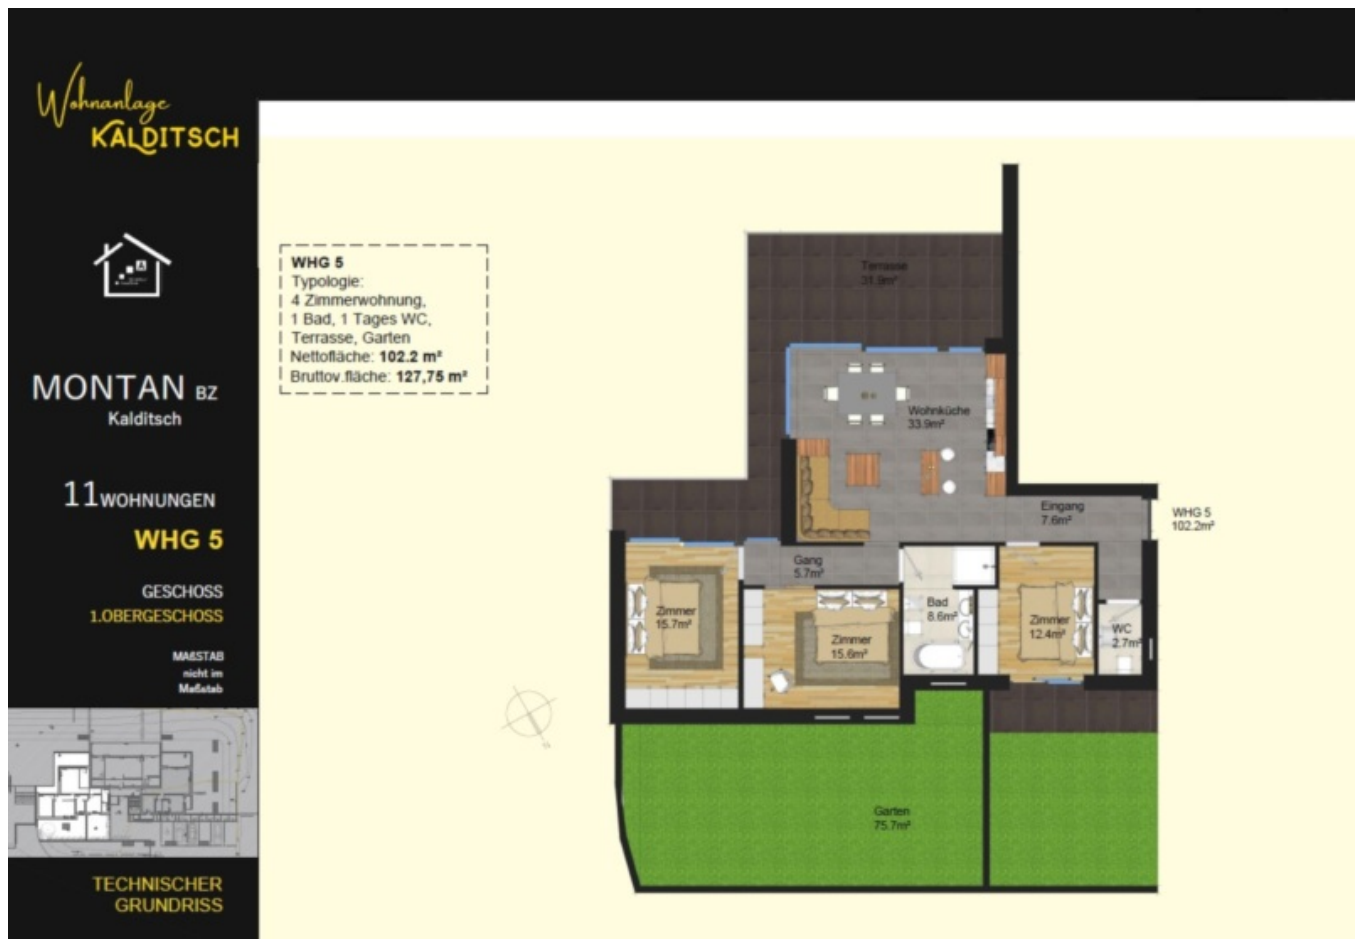 Wohnanlage
KALDITSCH
A
MONTAN BZ
Kalditsch
11 WOHNUNGEN
WHG 5
GESCHOSS
1.OBERGESCHOSS
MAßSTAB
nicht im
Maßstab
TECHNISCHER
GRUNDRISS
WHG 5
Typologie:
4 Zimmerwohnung,
1 Bad, 1 Tages WC,
Terrasse, Garten
Nettofläche: 102.2 m²
Bruttov.fläche: 127,75 m²
Terrasse
31.9m²
Wohnküche
33.9m²
Eingang
7.6m²
WHG 5
102.2m²
Gang
5.7m²
Zimmer
15.7m²
Zimmer
15.6m²
Bad
8.6m²
Zimmer
12.4m²
WC
2.7m²
Garten
75.7m²